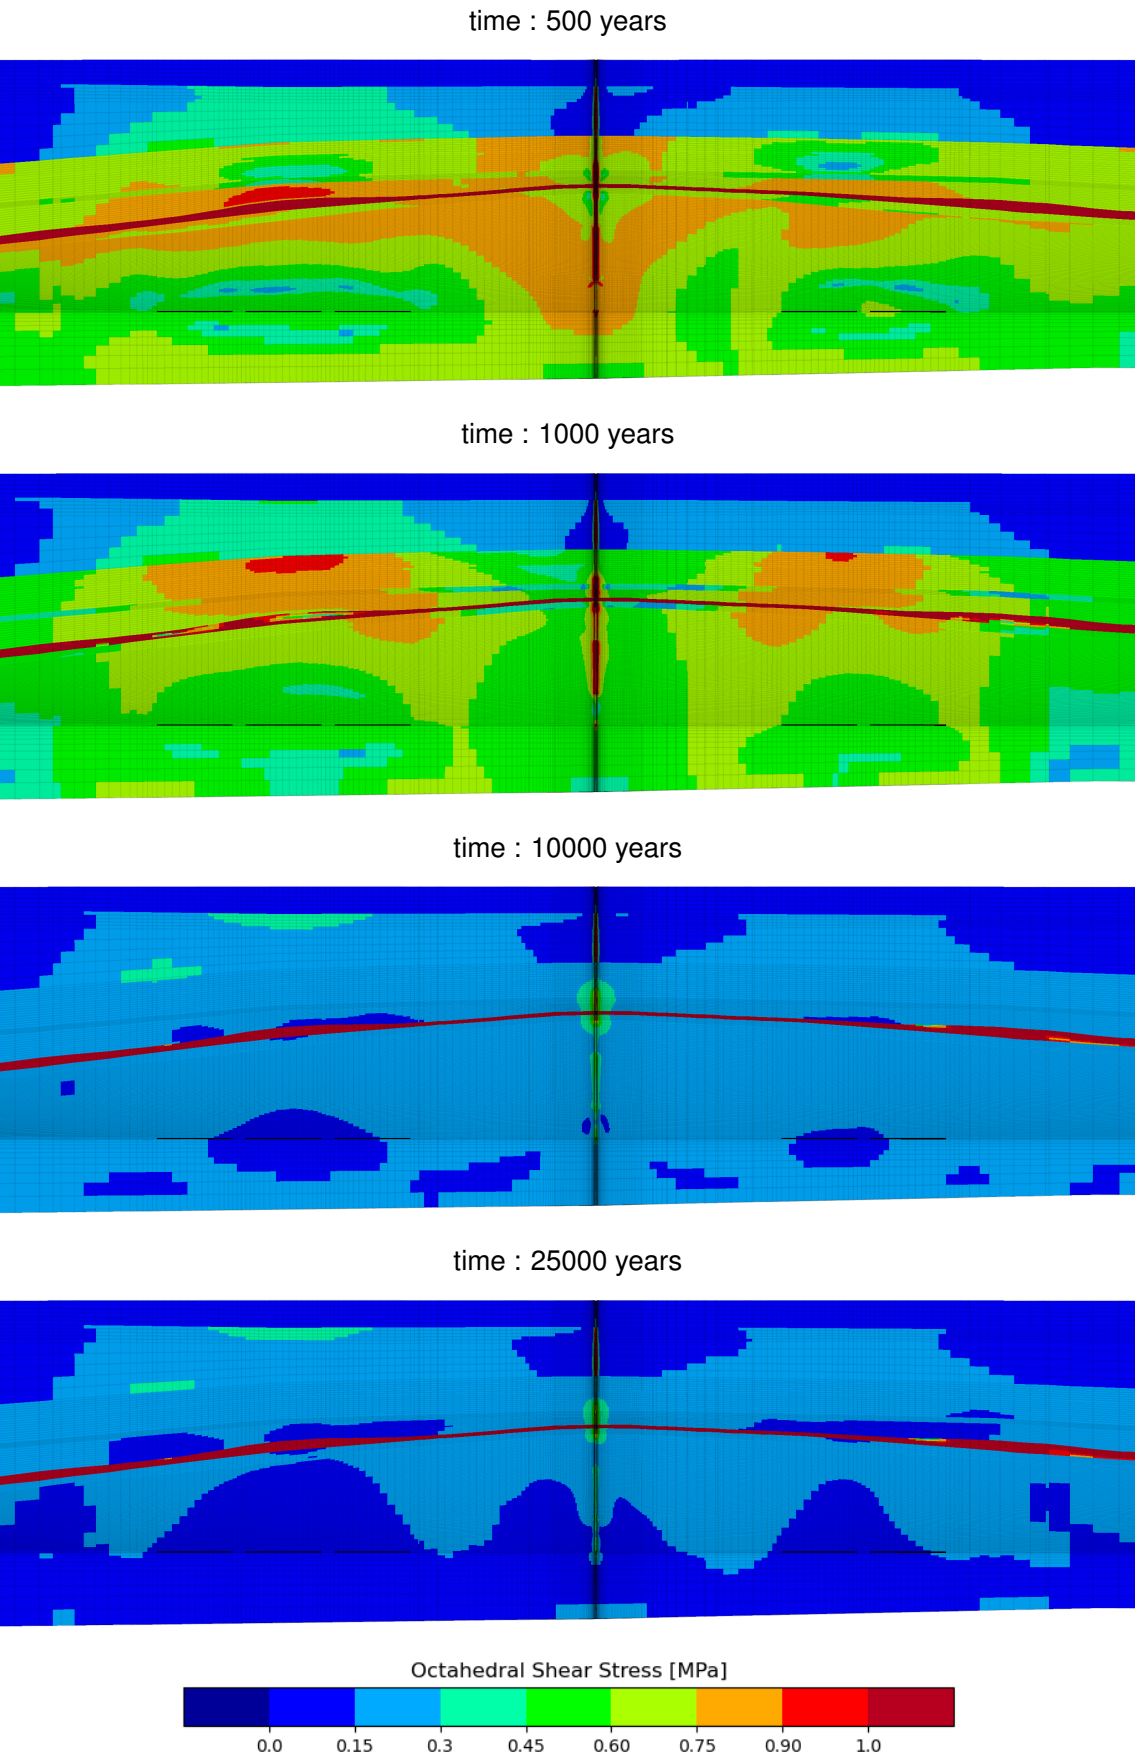 time : 500 years
time : 1000 years
time : 10000 years
time : 25000 years
Octahedral Shear Stress [MPa]
0.0 0.15 0.3 0.45 0.60 0.75 0.90 1.0